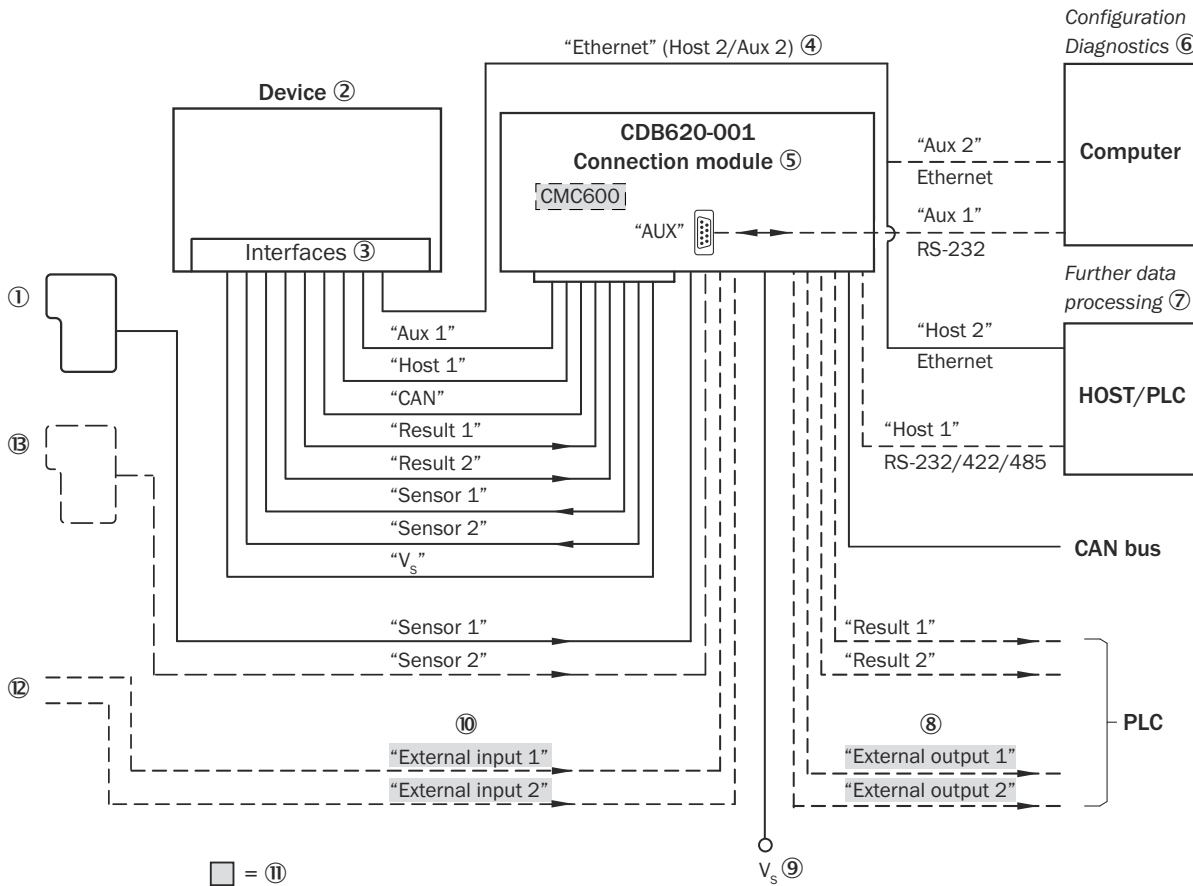 Configuration
Diagnostics ⑥
“Ethernet” (Host 2/Aux 2) ④
Device ②
CDB620-001
Connection module ⑤
CMC600
“AUX”
Interfaces ③
“Aux 2”
Ethernet
“Aux 1”
RS-232
Computer
①
Further data
processing ⑦
“Host 2”
Ethernet
HOST/PLC
“Host 1”
RS-232/422/485
“Aux 1”
“Host 1”
“CAN”
“Result 1”
“Result 2”
“Sensor 1”
“Sensor 2”
“Vs”
⑬
CAN bus
“Sensor 1”
“Sensor 2”
“Result 1”
“Result 2”
PLC
⑫
⑩
“External input 1”
“External input 2”
⑧
“External output 1”
“External output 2”
= ⑪
Vs ⑨